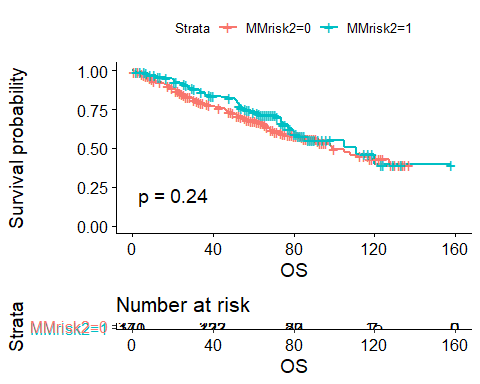 Strata MMrisk2=0 MMrisk2=1
Survival probability
1.00
0.75
0.50
0.25
0.00
p = 0.24
0 40 80 120 160
OS
Number at risk
Strata
0 40 80 120 160
OS